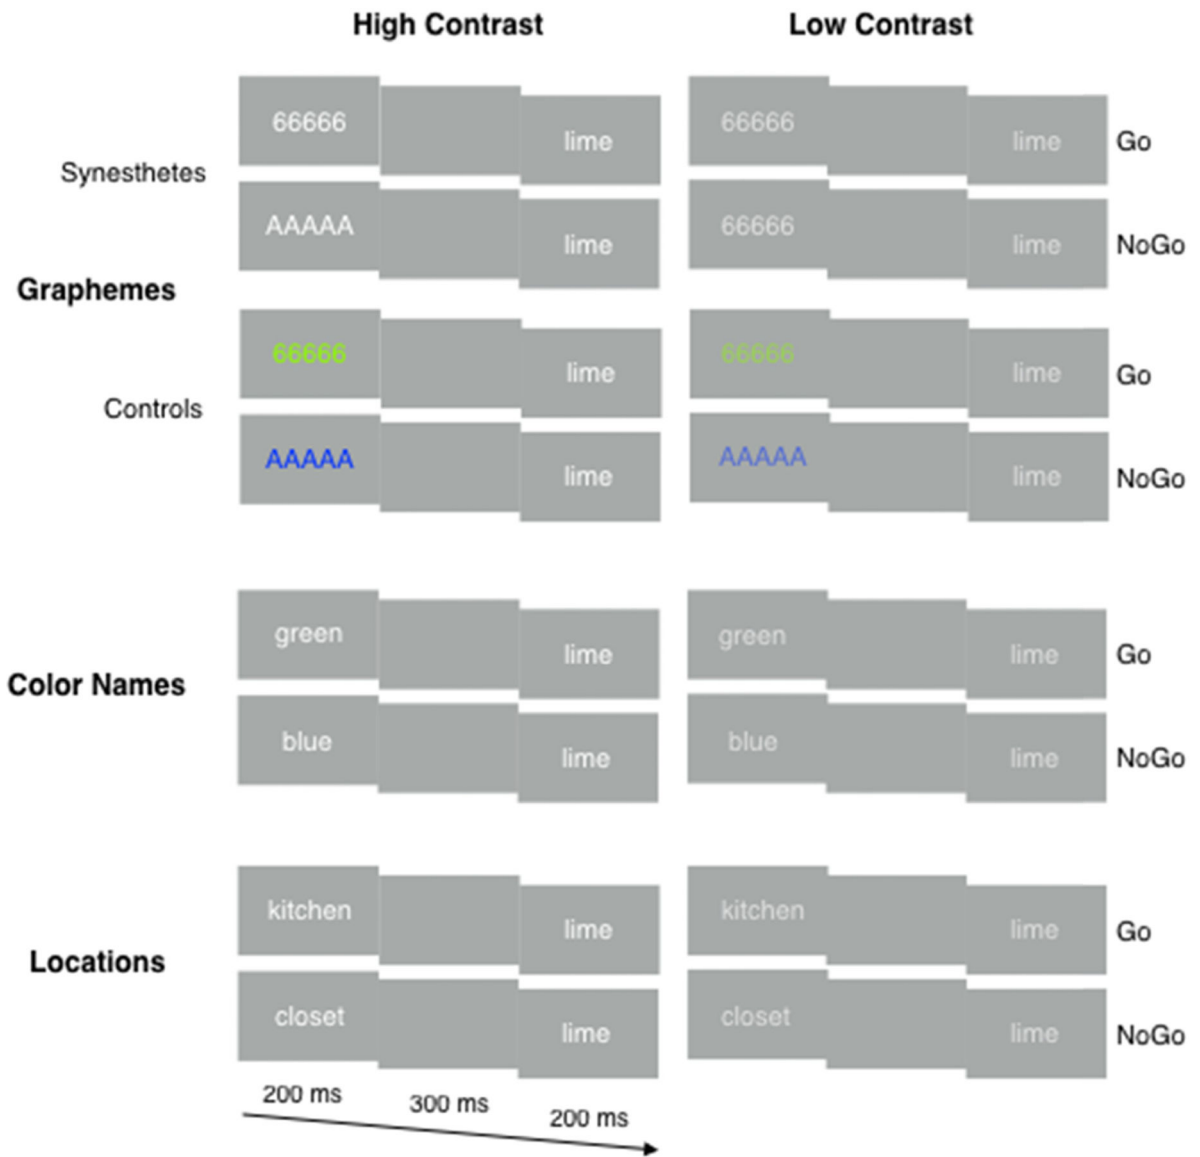 High Contrast Low Contrast
66666 lime 66666 lime Go
Synesthetes
AAAAA lime 66666 lime NoGo
Graphemes
66666 lime 66666 lime Go
Controls
AAAAA lime AAAAA lime NoGo
green lime green lime Go
Color Names
blue lime blue lime NoGo
kitchen lime kitchen lime Go
Locations
closet lime closet lime NoGo
200 ms 300 ms 200 ms